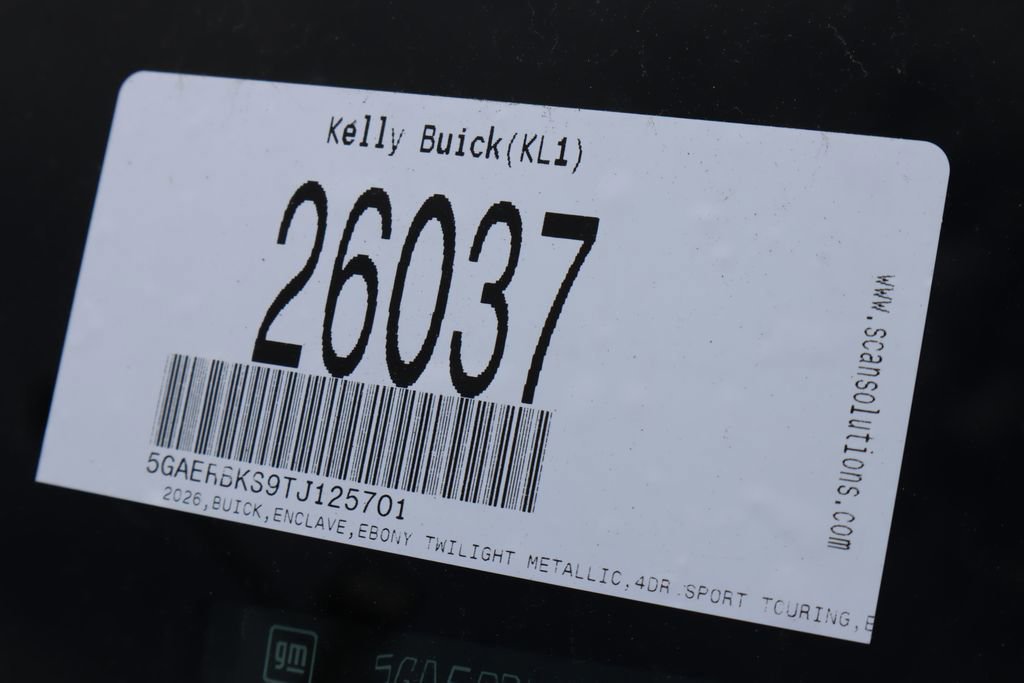 Kelly Buick(KL1)
26037
5GAERBKS9TJ125701
2026,BUICK,ENCLAVE,EBONY TWILIGHT METALLIC,4DR SPORT TOURING,
www.scansolutions.com
gm